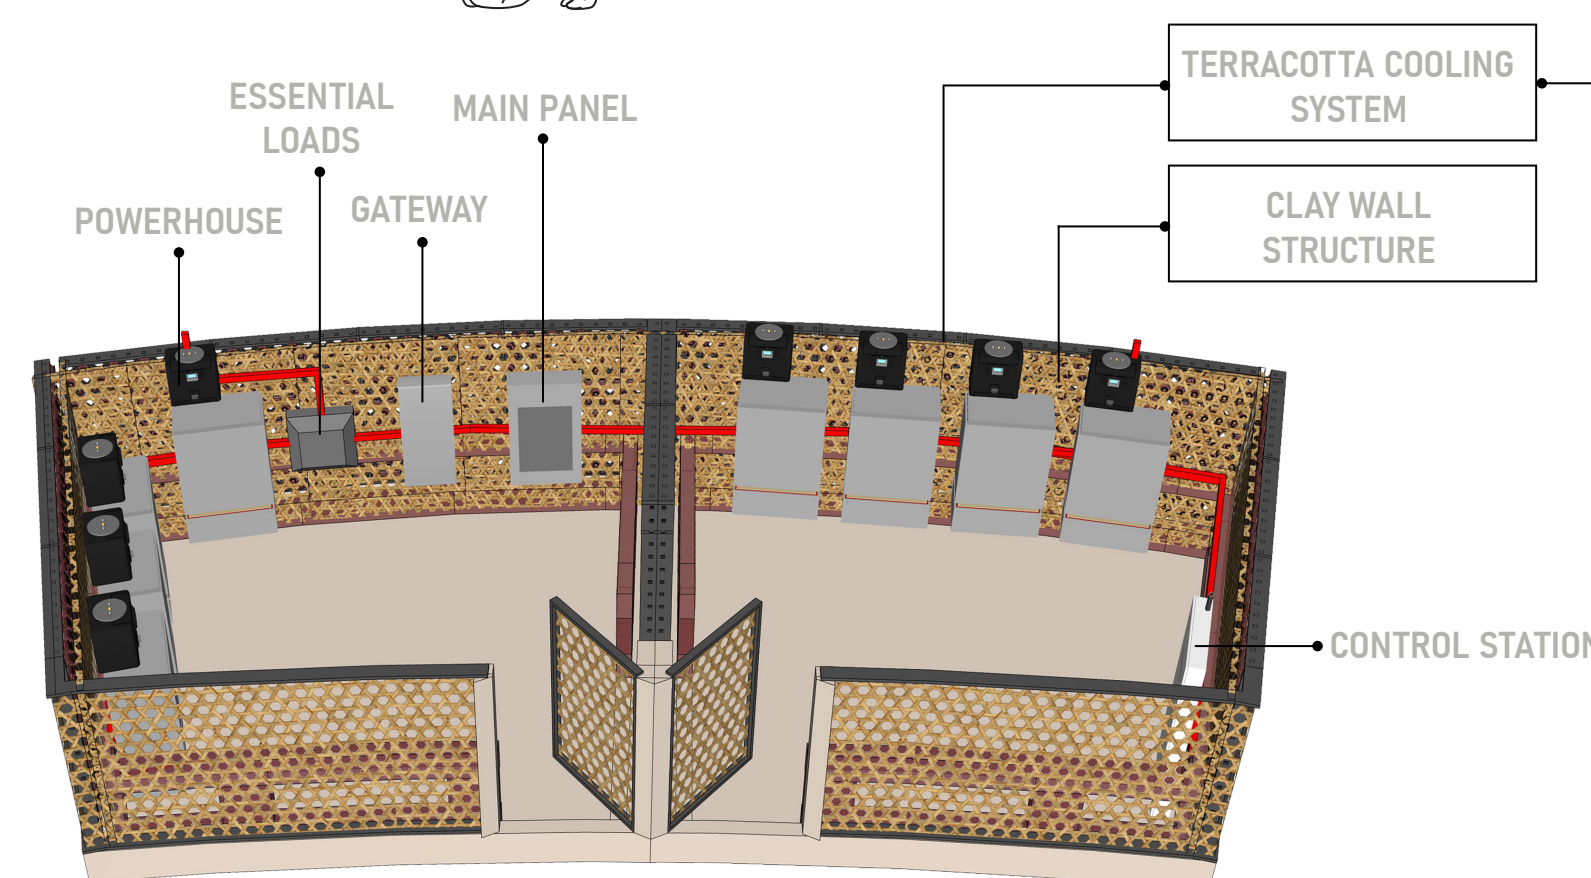 TERRACOTTA COOLING
SYSTEM
ESSENTIAL
LOADS
MAIN PANEL
CLAY WALL
STRUCTURE
POWERHOUSE
GATEWAY
CONTROL STATION